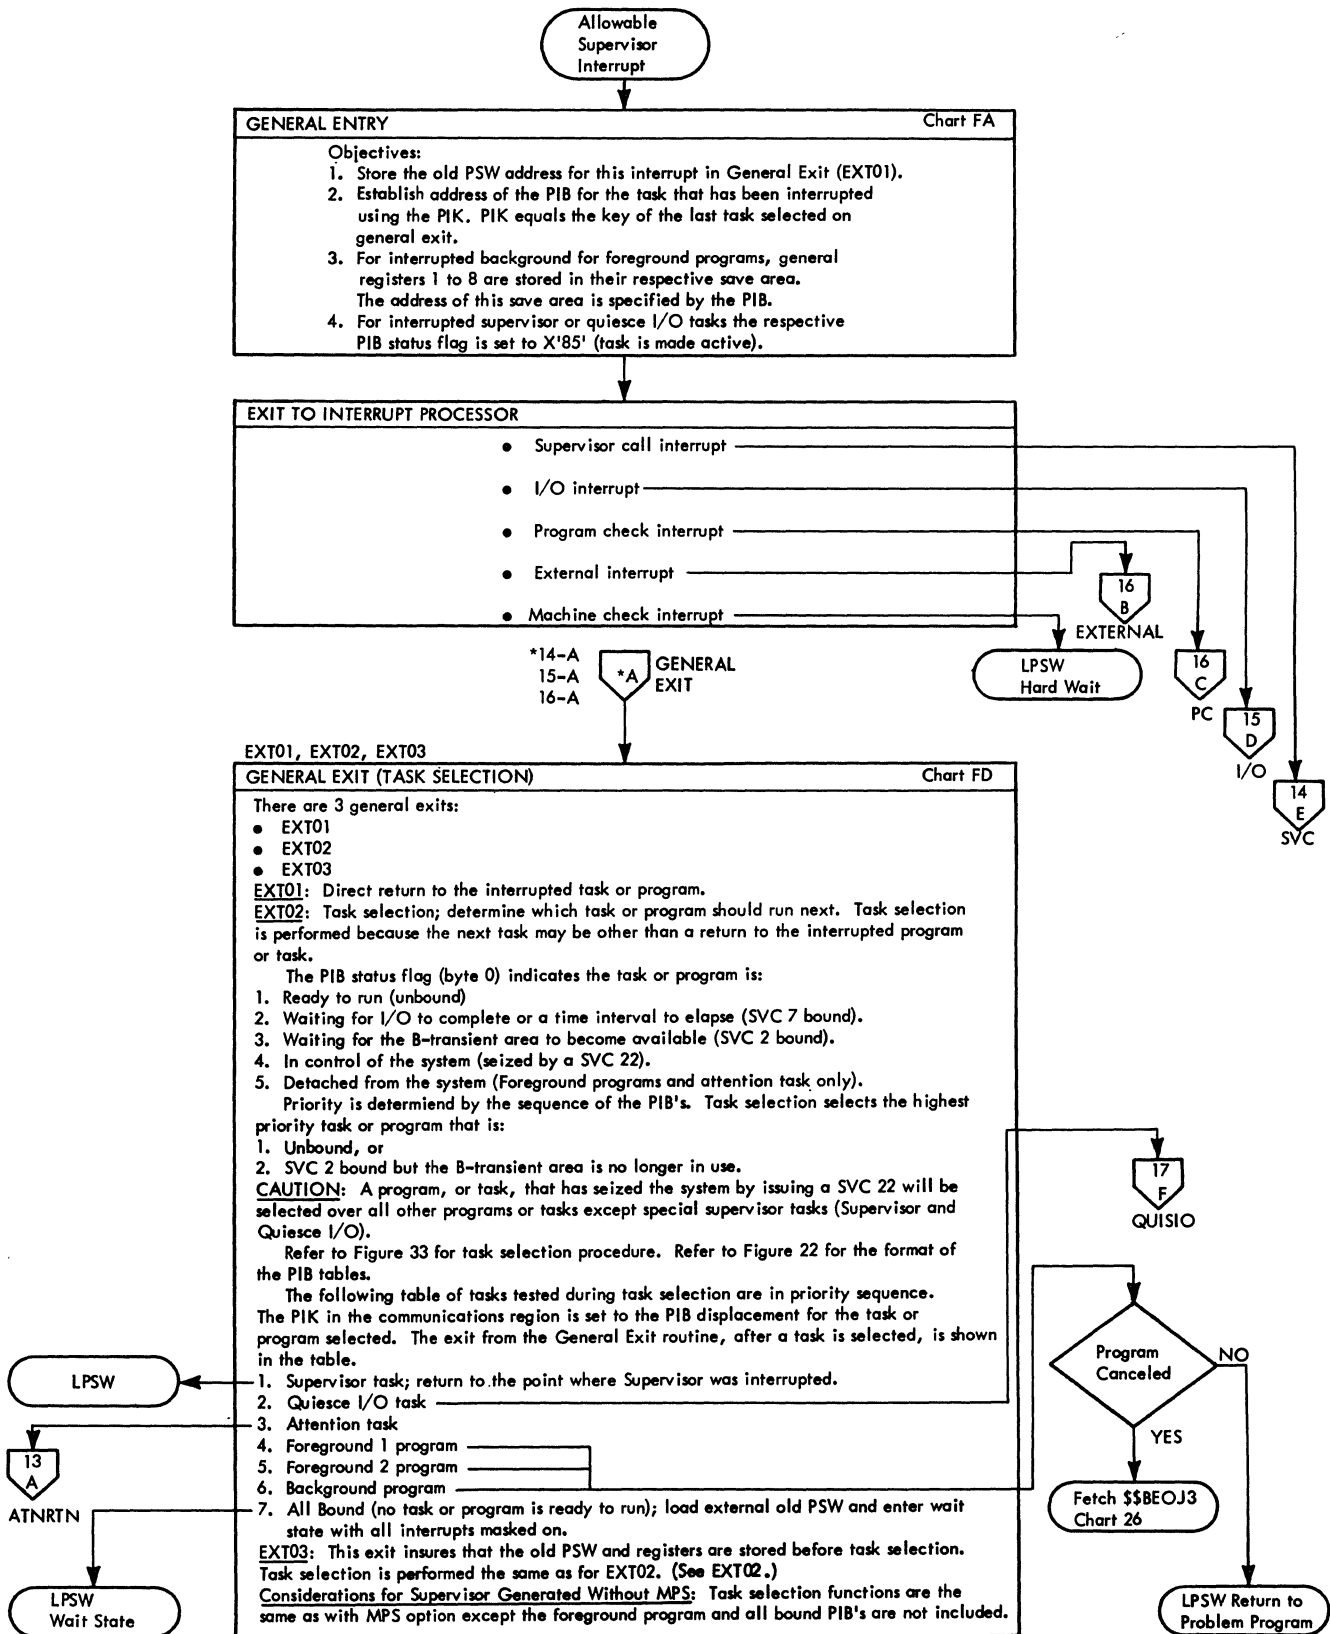 Allowable
Supervisor
Interrupt
GENERAL ENTRY
Chart FA
Objectives:
1. Store the old PSW address for this interrupt in General Exit (EXT01).
2. Establish address of the PIB for the task that has been interrupted
using the PIK. PIK equals the key of the last task selected on
general exit.
3. For interrupted background for foreground programs, general
registers 1 to 8 are stored in their respective save area.
The address of this save area is specified by the PIB.
4. For interrupted supervisor or quiesce I/O tasks the respective
PIB status flag is set to X'85' (task is made active).
EXIT TO INTERRUPT PROCESSOR
• Supervisor call interrupt
• I/O interrupt
• Program check interrupt
• External interrupt
• Machine check interrupt
16
B
EXTERNAL
LPSW
Hard Wait
16
C
PC
15
D
I/O
14
E
SVC
*14-A
15-A
16-A
*A
GENERAL
EXIT
EXT01, EXT02, EXT03
GENERAL EXIT (TASK SELECTION)
Chart FD
There are 3 general exits:
• EXT01
• EXT02
• EXT03
EXT01: Direct return to the interrupted task or program.
EXT02: Task selection; determine which task or program should run next. Task selection
is performed because the next task may be other than a return to the interrupted program
or task.
The PIB status flag (byte 0) indicates the task or program is:
1. Ready to run (unbound)
2. Waiting for I/O to complete or a time interval to elapse (SVC 7 bound).
3. Waiting for the B-transient area to become available (SVC 2 bound).
4. In control of the system (seized by a SVC 22).
5. Detached from the system (Foreground programs and attention task only).
Priority is determiend by the sequence of the PIB's. Task selection selects the highest
priority task or program that is:
1. Unbound, or
2. SVC 2 bound but the B-transient area is no longer in use.
CAUTION: A program, or task, that has seized the system by issuing a SVC 22 will be
selected over all other programs or tasks except special supervisor tasks (Supervisor and
Quiesce I/O).
Refer to Figure 33 for task selection procedure. Refer to Figure 22 for the format of
the PIB tables.
The following table of tasks tested during task selection are in priority sequence.
The PIK in the communications region is set to the PIB displacement for the task or
program selected. The exit from the General Exit routine, after a task is selected, is shown
in the table.
1. Supervisor task; return to the point where Supervisor was interrupted.
2. Quiesce I/O task
3. Attention task
4. Foreground 1 program
5. Foreground 2 program
6. Background program
7. All Bound (no task or program is ready to run); load external old PSW and enter wait
state with all interrupts masked on.
EXT03: This exit insures that the old PSW and registers are stored before task selection.
Task selection is performed the same as for EXT02. (See EXT02.)
Considerations for Supervisor Generated Without MPS: Task selection functions are the
same as with MPS option except the foreground program and all bound PIB's are not included.
LPSW
13
A
ATNRTN
LPSW
Wait State
17
F
QUISIO
Program
Canceled
NO
YES
Fetch $$BEOJ3
Chart 26
LPSW Return to
Problem Program